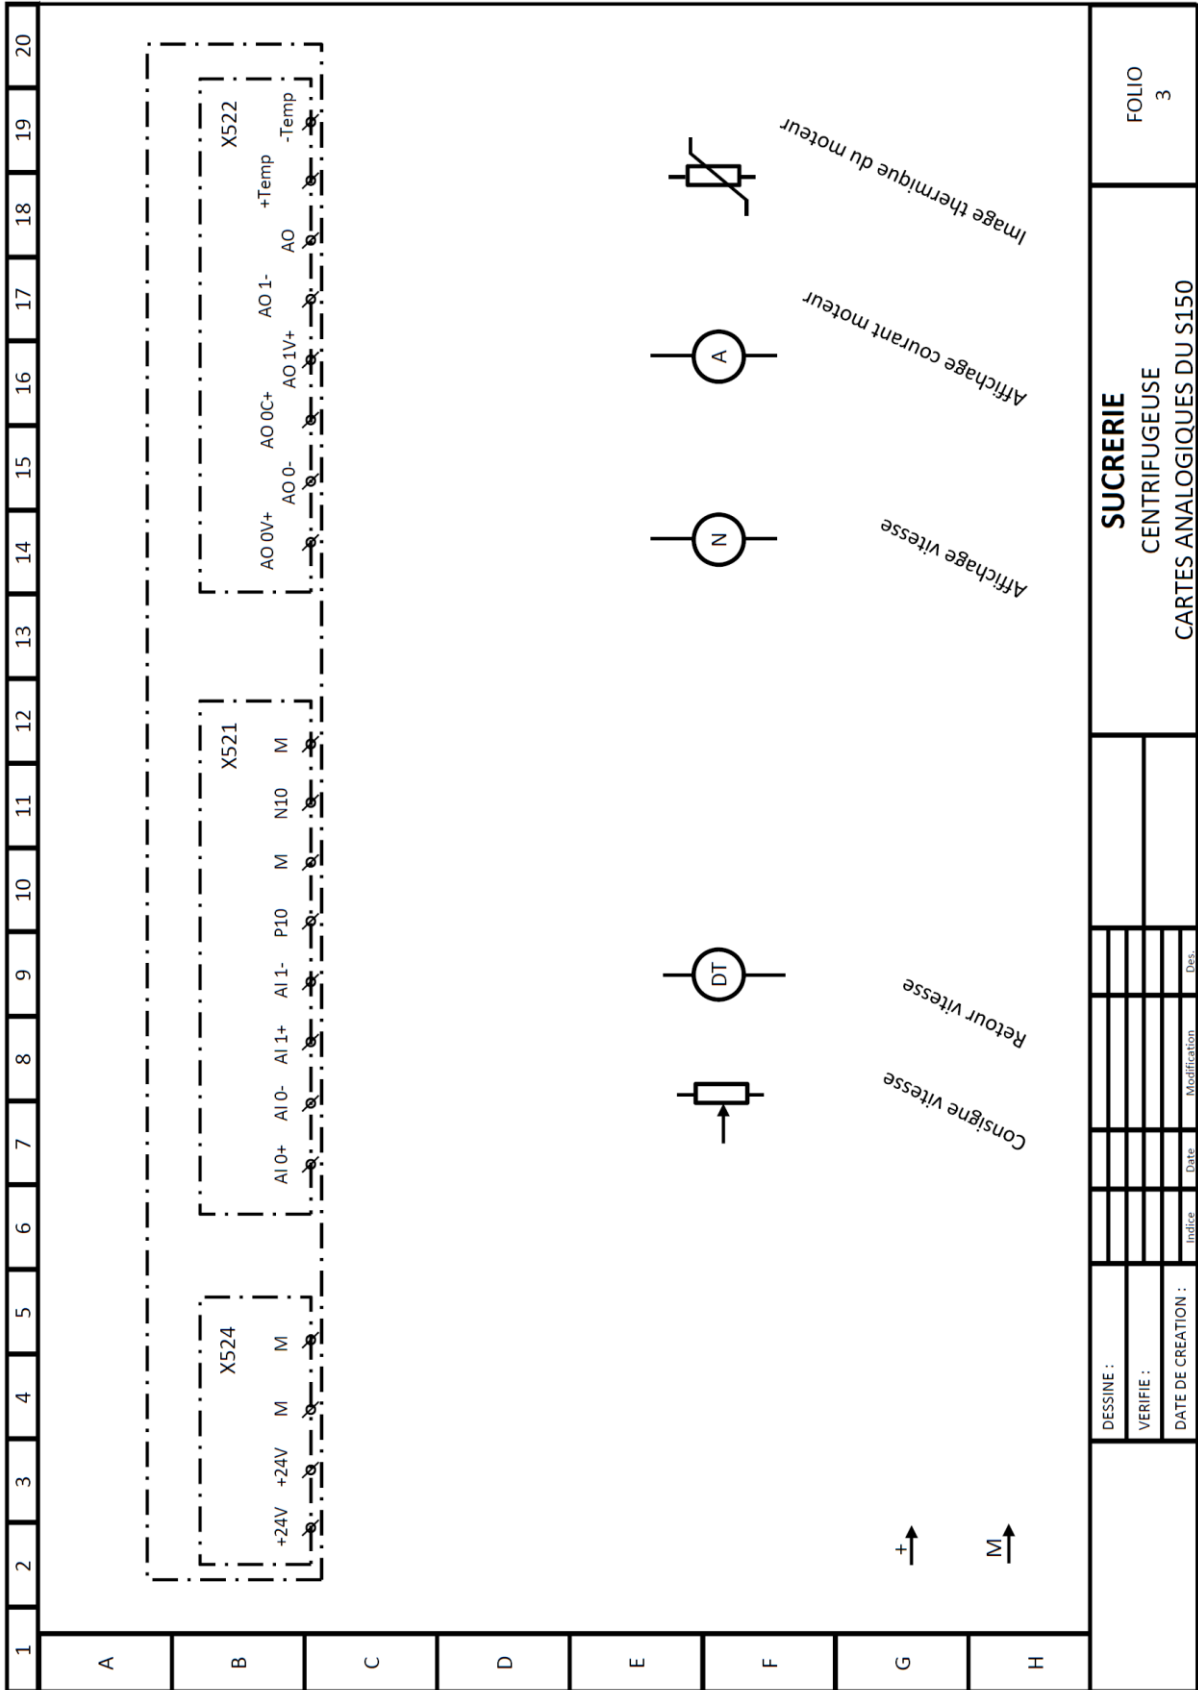 1 2 3 4 5 6 7 8 9 10 11 12 13 14 15 16 17 18 19 20
A
B
C
D
E
F
G
H
X524
+24V +24V M M
X521
AI 0+ AI 0- AI 1+ AI 1- P10 M N10 M
X522
AO 0V+ AO 0- AO 0C+ AO 1V+ AO 1- AO +Temp -Temp
DT
N
A
Consigne vitesse
Retour vitesse
Affichage vitesse
Affichage courant moteur
Image thermique du moteur
+
M
DESSINE :
VERIFIE :
DATE DE CREATION :
Indice Date Modification Des.
SUCRERIE
CENTRIFUGEUSE
CARTES ANALOGIQUES DU S150
FOLIO
3